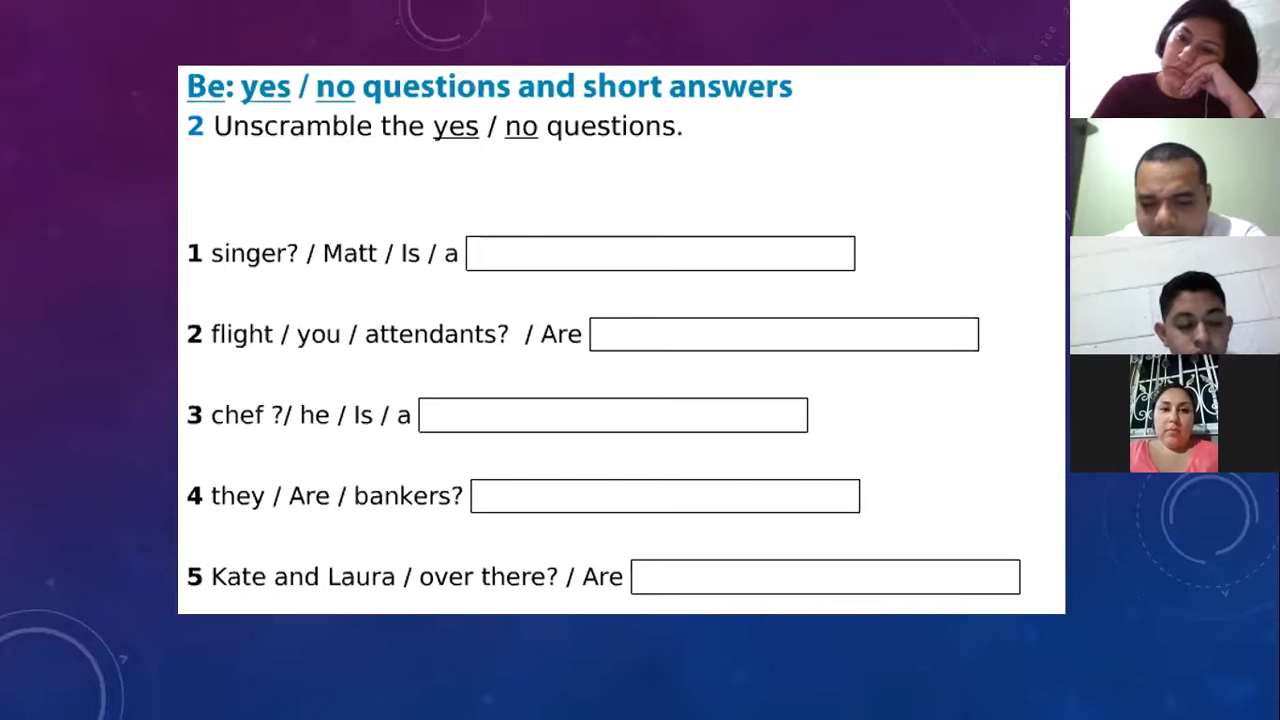 Be: yes / no questions and short answers
2 Unscramble the yes / no questions.
1 singer? / Matt / Is / a
2 flight / you / attendants? / Are
3 chef ?/ he / Is / a
4 they / Are / bankers?
5 Kate and Laura / over there? / Are